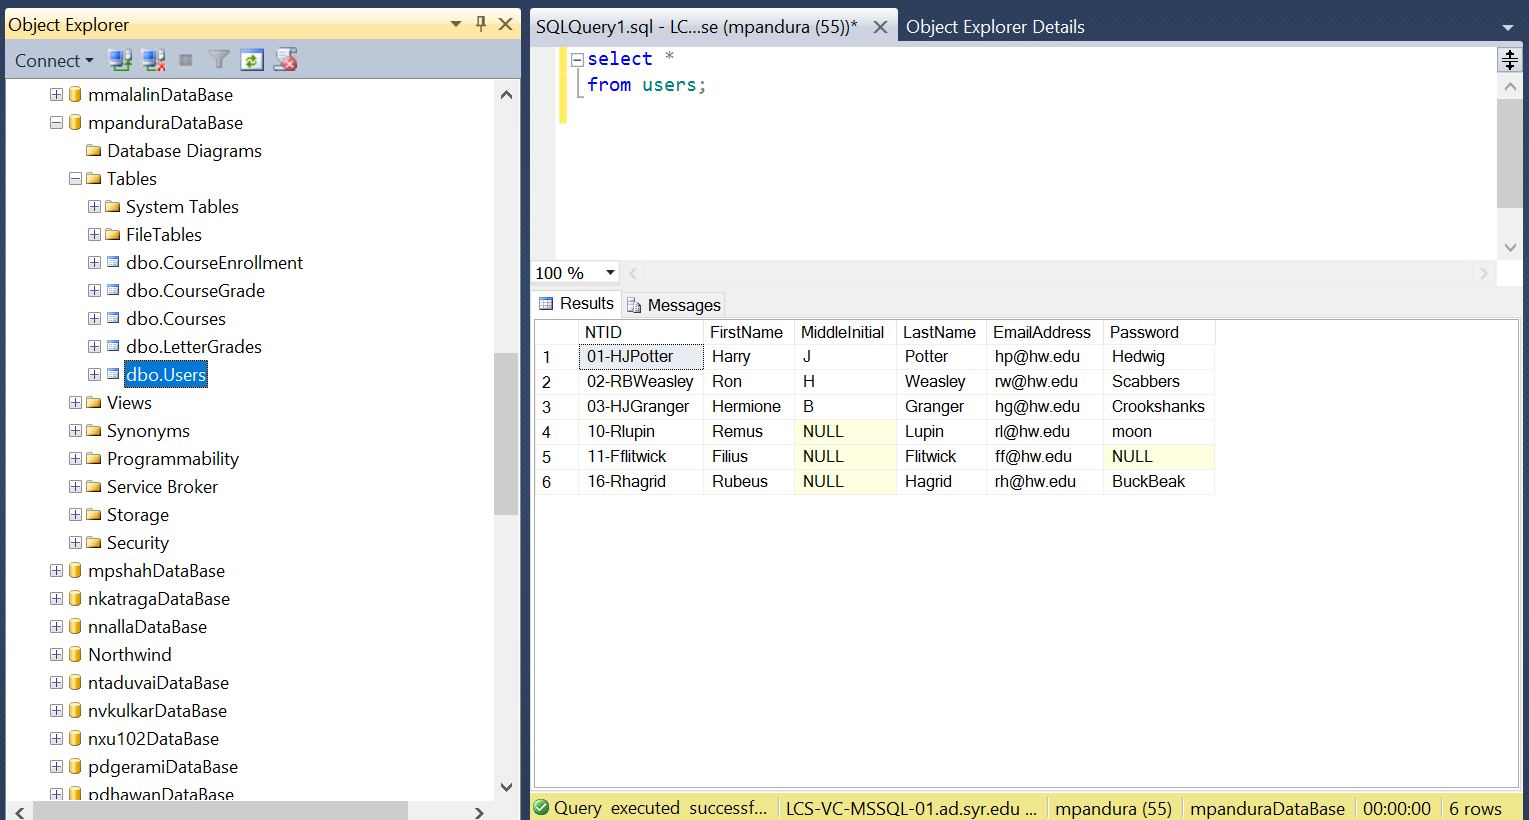 Object Explorer
Connect
mmalalinDataBase
mpanduraDataBase
Database Diagrams
Tables
System Tables
FileTables
dbo.CourseEnrollment
dbo.CourseGrade
dbo.Courses
dbo.LetterGrades
dbo.Users
Views
Synonyms
Programmability
Service Broker
Storage
Security
mpshahDataBase
nkatragaDataBase
nnallaDataBase
Northwind
ntaduvaiDataBase
nvkulkarDataBase
nxu102DataBase
pdgeramiDataBase
pdhawanDataBase
SQLQuery1.sql - LC...se (mpandura (55))* Object Explorer Details
select *
from users;
100 %
Results Messages
NTID FirstName MiddleInitial LastName EmailAddress Password
1 01-HJPotter Harry J Potter hp@hw.edu Hedwig
2 02-RBWeasley Ron H Weasley rw@hw.edu Scabbers
3 03-HJGranger Hermione B Granger hg@hw.edu Crookshanks
4 10-Rlupin Remus NULL Lupin rl@hw.edu moon
5 11-Fflitwick Filius NULL Flitwick ff@hw.edu NULL
6 16-Rhagrid Rubeus NULL Hagrid rh@hw.edu BuckBeak
Query executed successf... LCS-VC-MSSQL-01.ad.syr.edu ... mpandura (55) mpanduraDataBase 00:00:00 6 rows